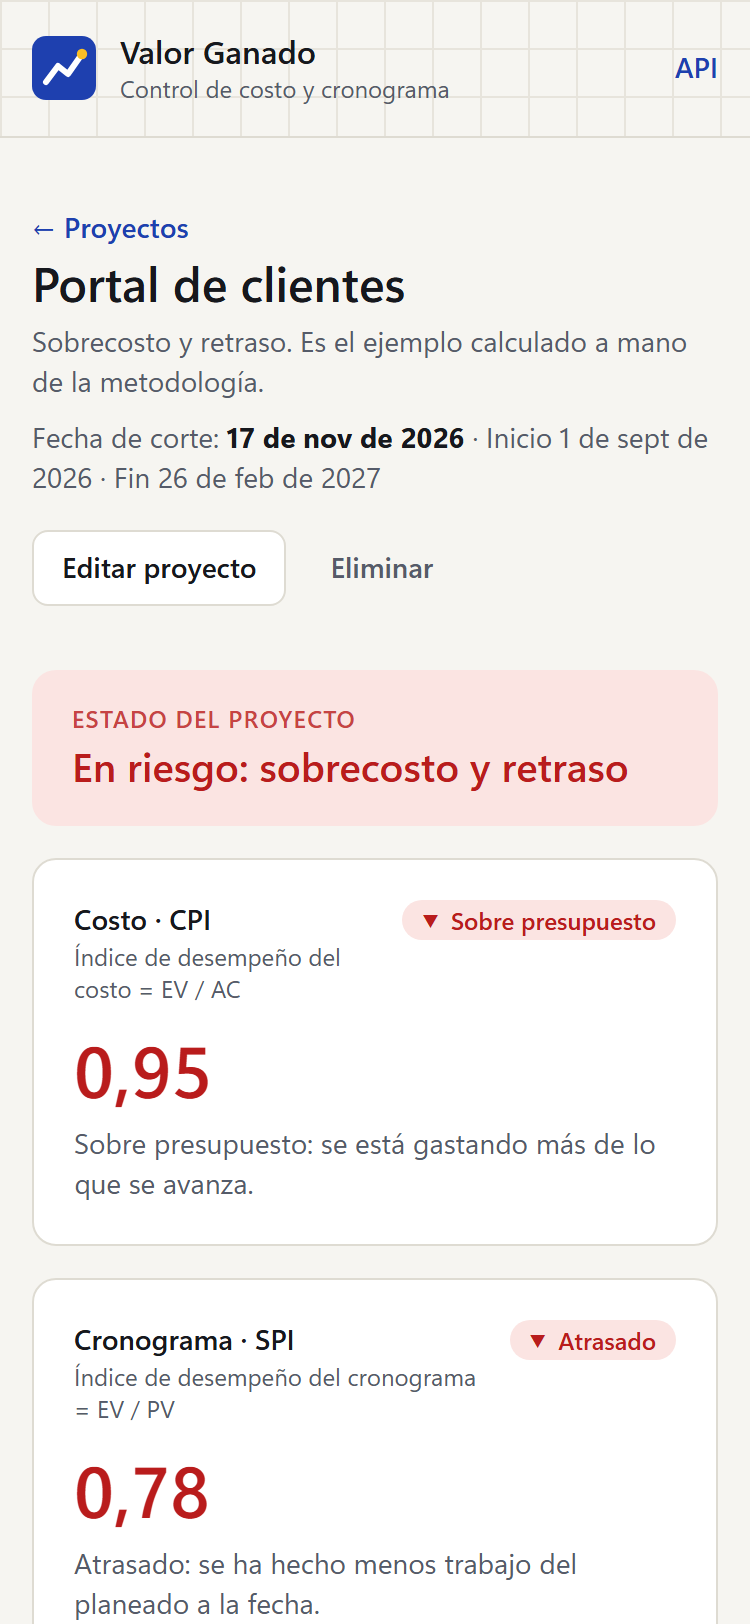 Valor Ganado
Control de costo y cronograma
API
← Proyectos
Portal de clientes
Sobrecosto y retraso. Es el ejemplo calculado a mano
de la metodología.
Fecha de corte: 17 de nov de 2026 · Inicio 1 de sept de
2026 · Fin 26 de feb de 2027
Editar proyecto
Eliminar
ESTADO DEL PROYECTO
En riesgo: sobrecosto y retraso
Costo · CPI
▼ Sobre presupuesto
Índice de desempeño del
costo = EV / AC
0,95
Sobre presupuesto: se está gastando más de lo
que se avanza.
Cronograma · SPI
▼ Atrasado
Índice de desempeño del cronograma
= EV / PV
0,78
Atrasado: se ha hecho menos trabajo del
planeado a la fecha.